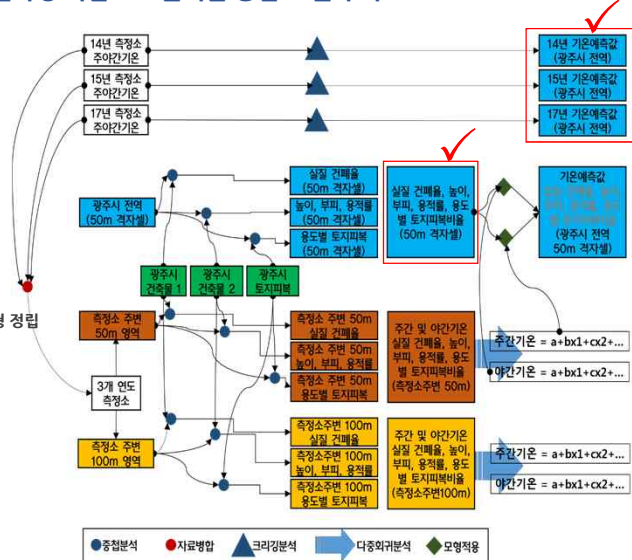 14년 측정소
주야간기온
14년 기온예측값
(광주시 전역)
15년 측정소
주야간기온
15년 기온예측값
(광주시 전역)
17년 측정소
주야간기온
17년 기온예측값
(광주시 전역)
광주시 전역
(50m 격자셀)
실질 건폐율
(50m 격자셀)
높이, 부피, 용적률
(50m 격자셀)
용도별 토지피복
(50m 격자셀)
실질 건폐율, 높이,
부피, 용적률, 용도
별 토지피복비율
(50m 격자셀)
기온예측값
(광주시 전역
50m 격자셀)
광주시
건축물 1
광주시
건축물 2
광주시
토지피복
형 정립
측정소 주변
50m 영역
측정소 주변 50m
실질 건폐율
측정소 주변 50m
높이, 부피, 용적률
측정소 주변 50m
용도별 토지피복
주간 및 야간기온
실질 건폐율, 높이,
부피, 용적률, 용도
별 토지피복비율
(측정소주변 50m)
주간기온 = a+bx1+cx2+...
야간기온 = a+bx1+cx2+...
3개 연도
측정소
측정소 주변
100m 영역
측정소주변 100m
실질 건폐율
측정소주변 100m
높이, 부피, 용적률
측정소주변 100m
용도별 토지피복
주간 및 야간기온
실질 건폐율, 높이,
부피, 용적률, 용도
별 토지피복비율
(측정소주변100m)
주간기온 = a+bx1+cx2+...
야간기온 = a+bx1+cx2+...
중첩분석
자료병합
크리깅분석
다중회귀분석
모형적용